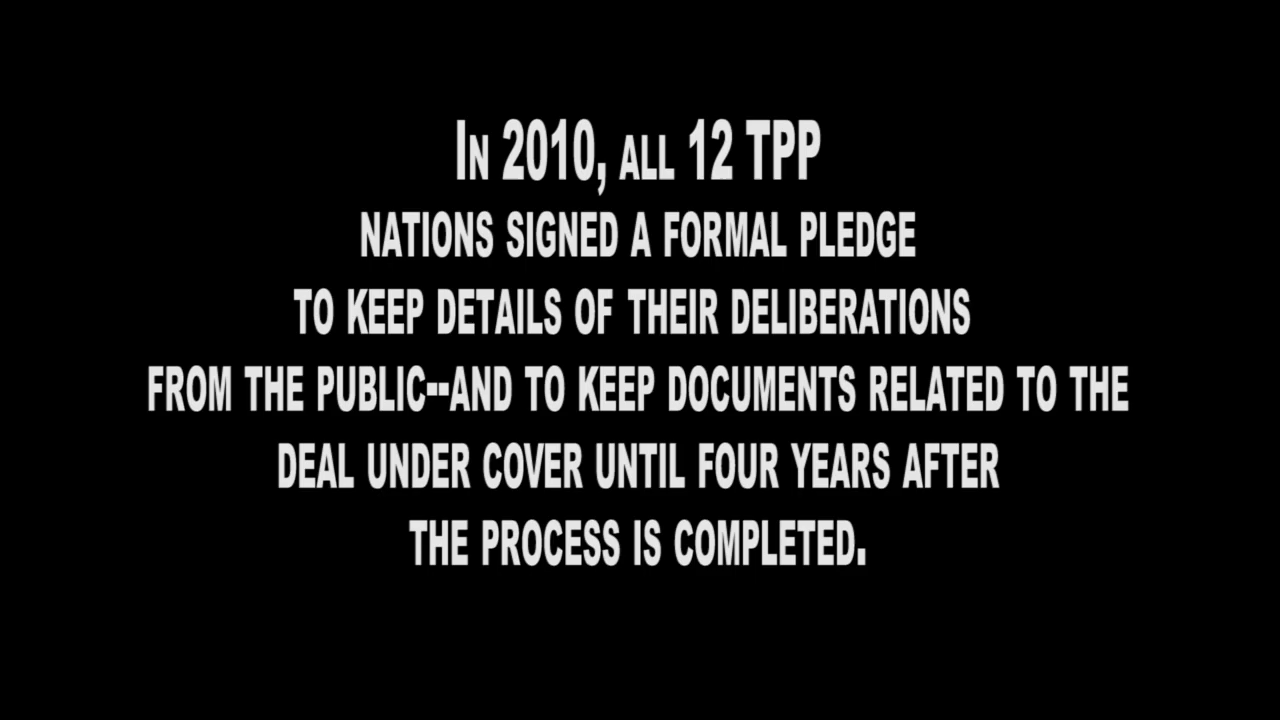 In 2010, all 12 TPP
nations signed a formal pledge
to keep details of their deliberations
from the public--and to keep documents related to the
deal under cover until four years after
the process is completed.